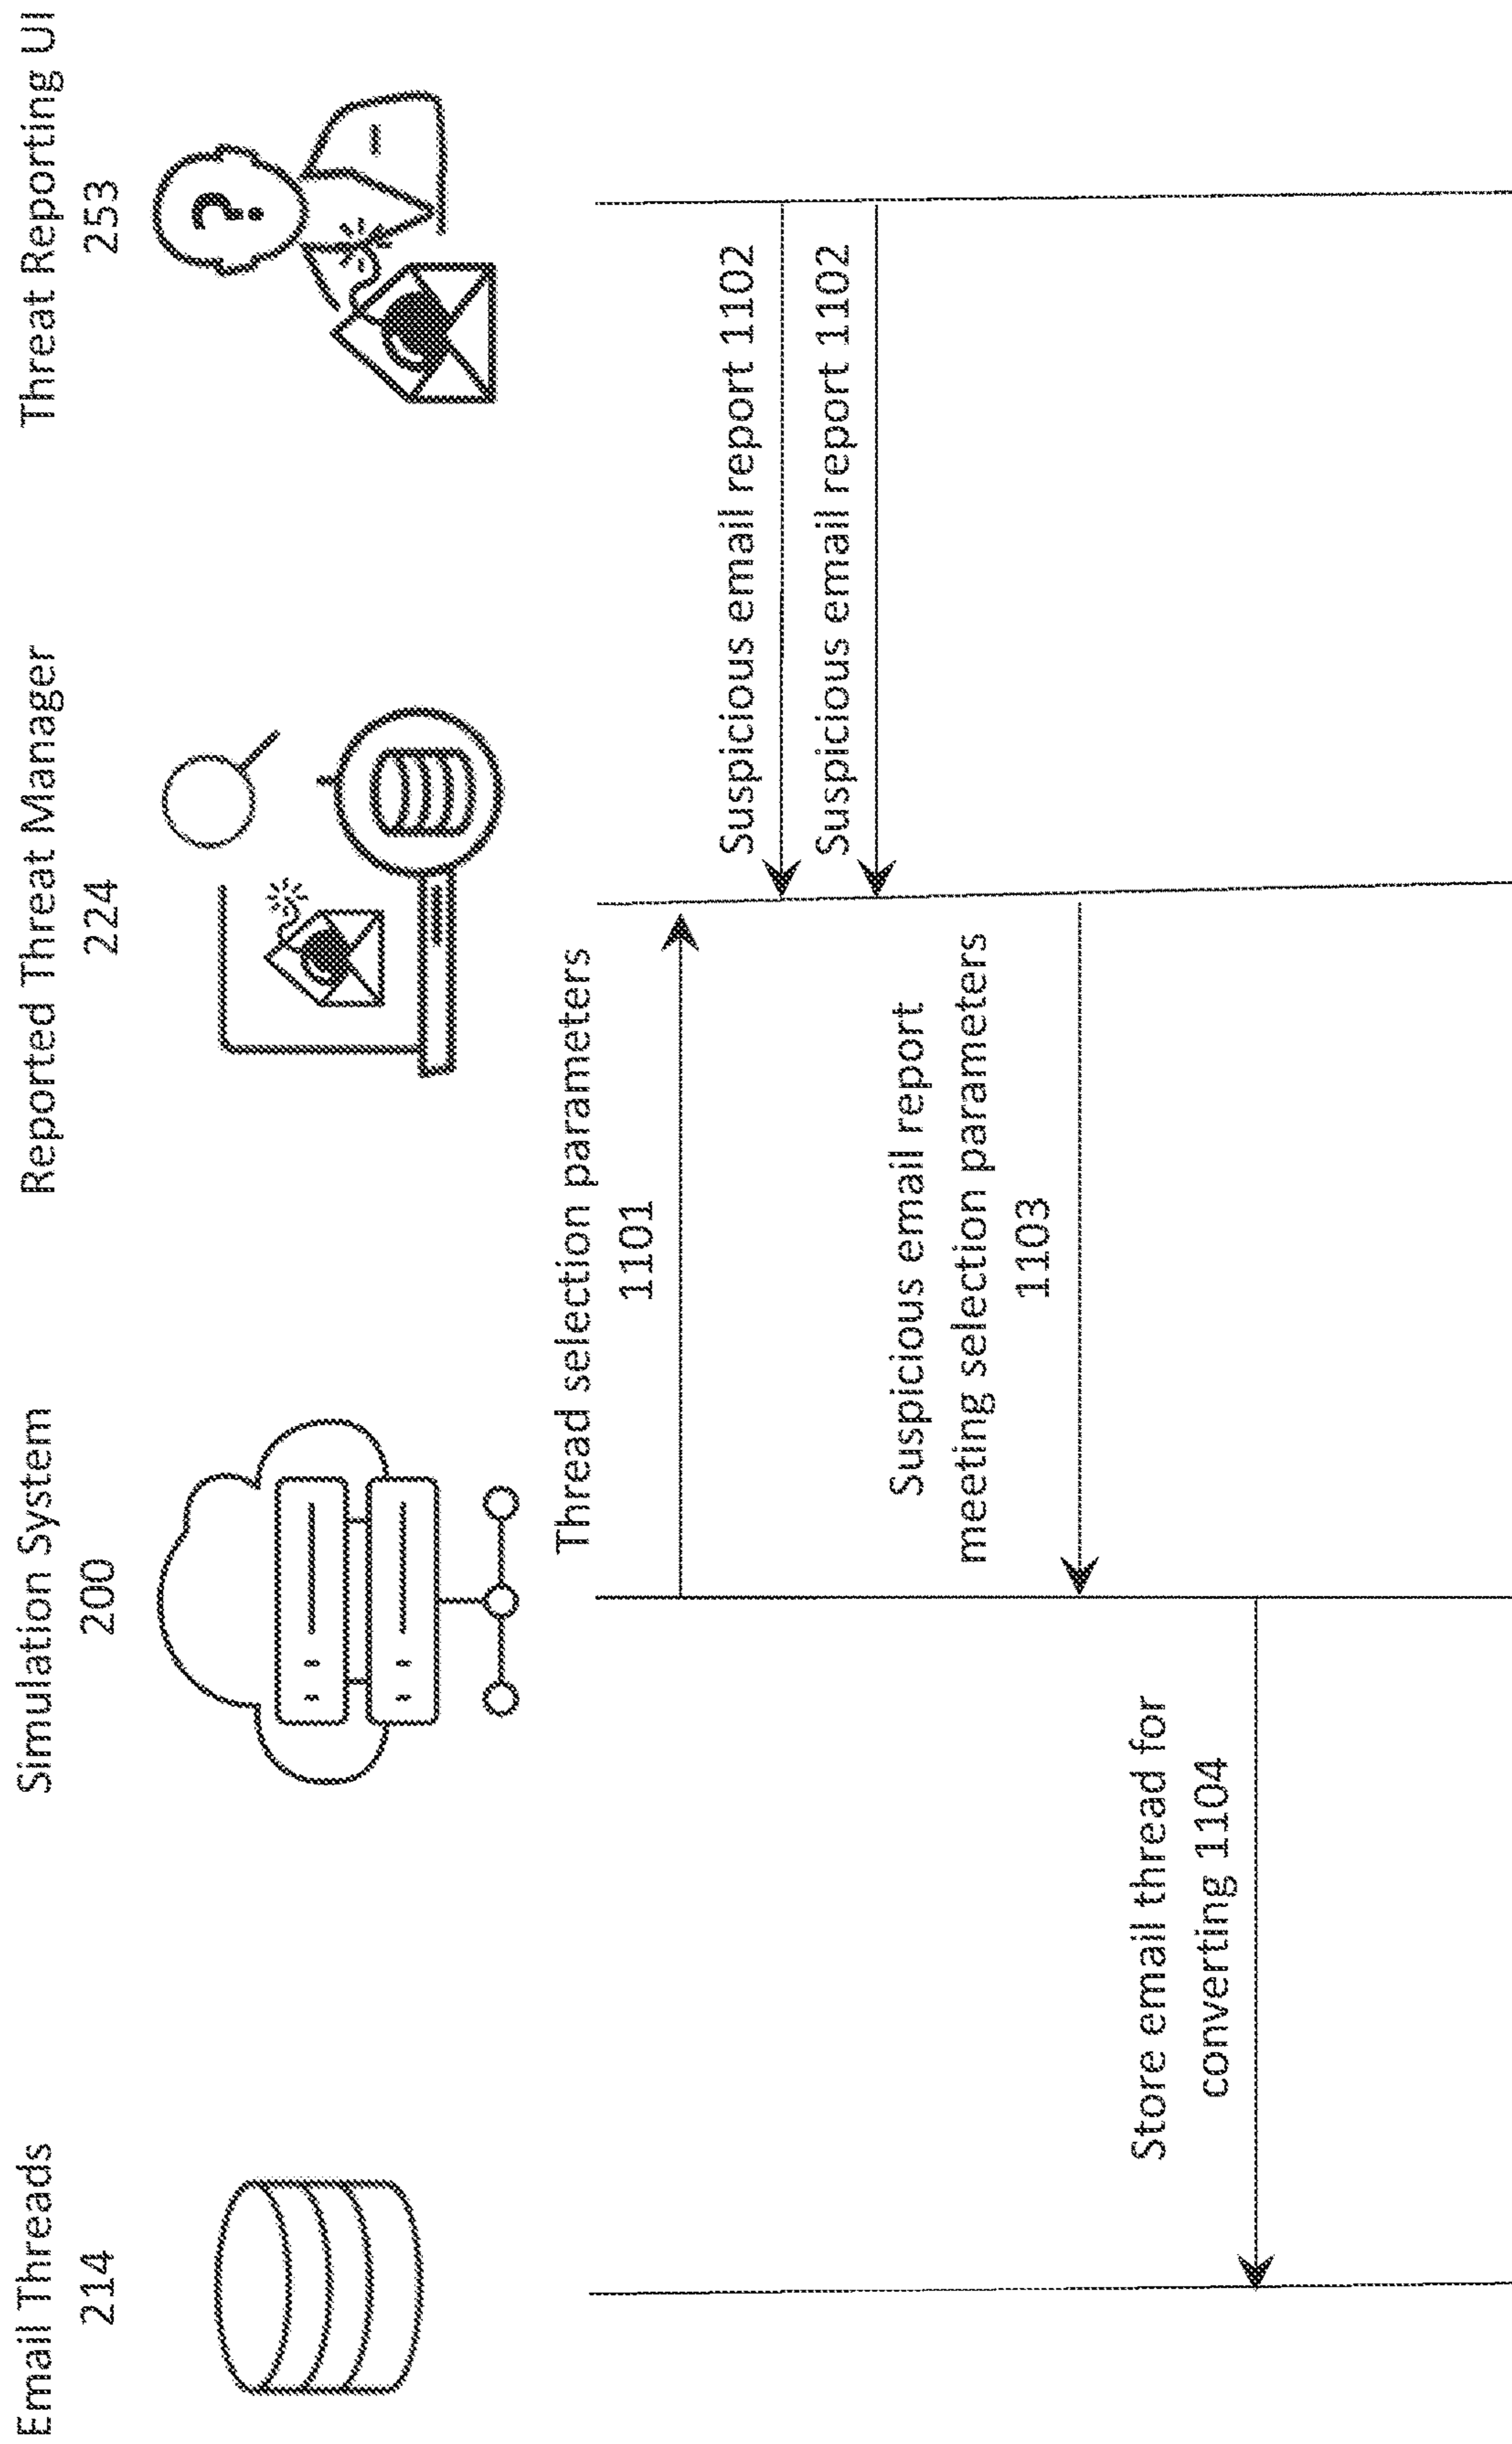 Email Threads
214
Simulation System
200
Reported Threat Manager
224
Threat Reporting UI
253
?
Thread selection parameters
1101
Suspicious email report 1102
Suspicious email report 1102
Suspicious email report
meeting selection parameters
1103
Store email thread for
converting 1104